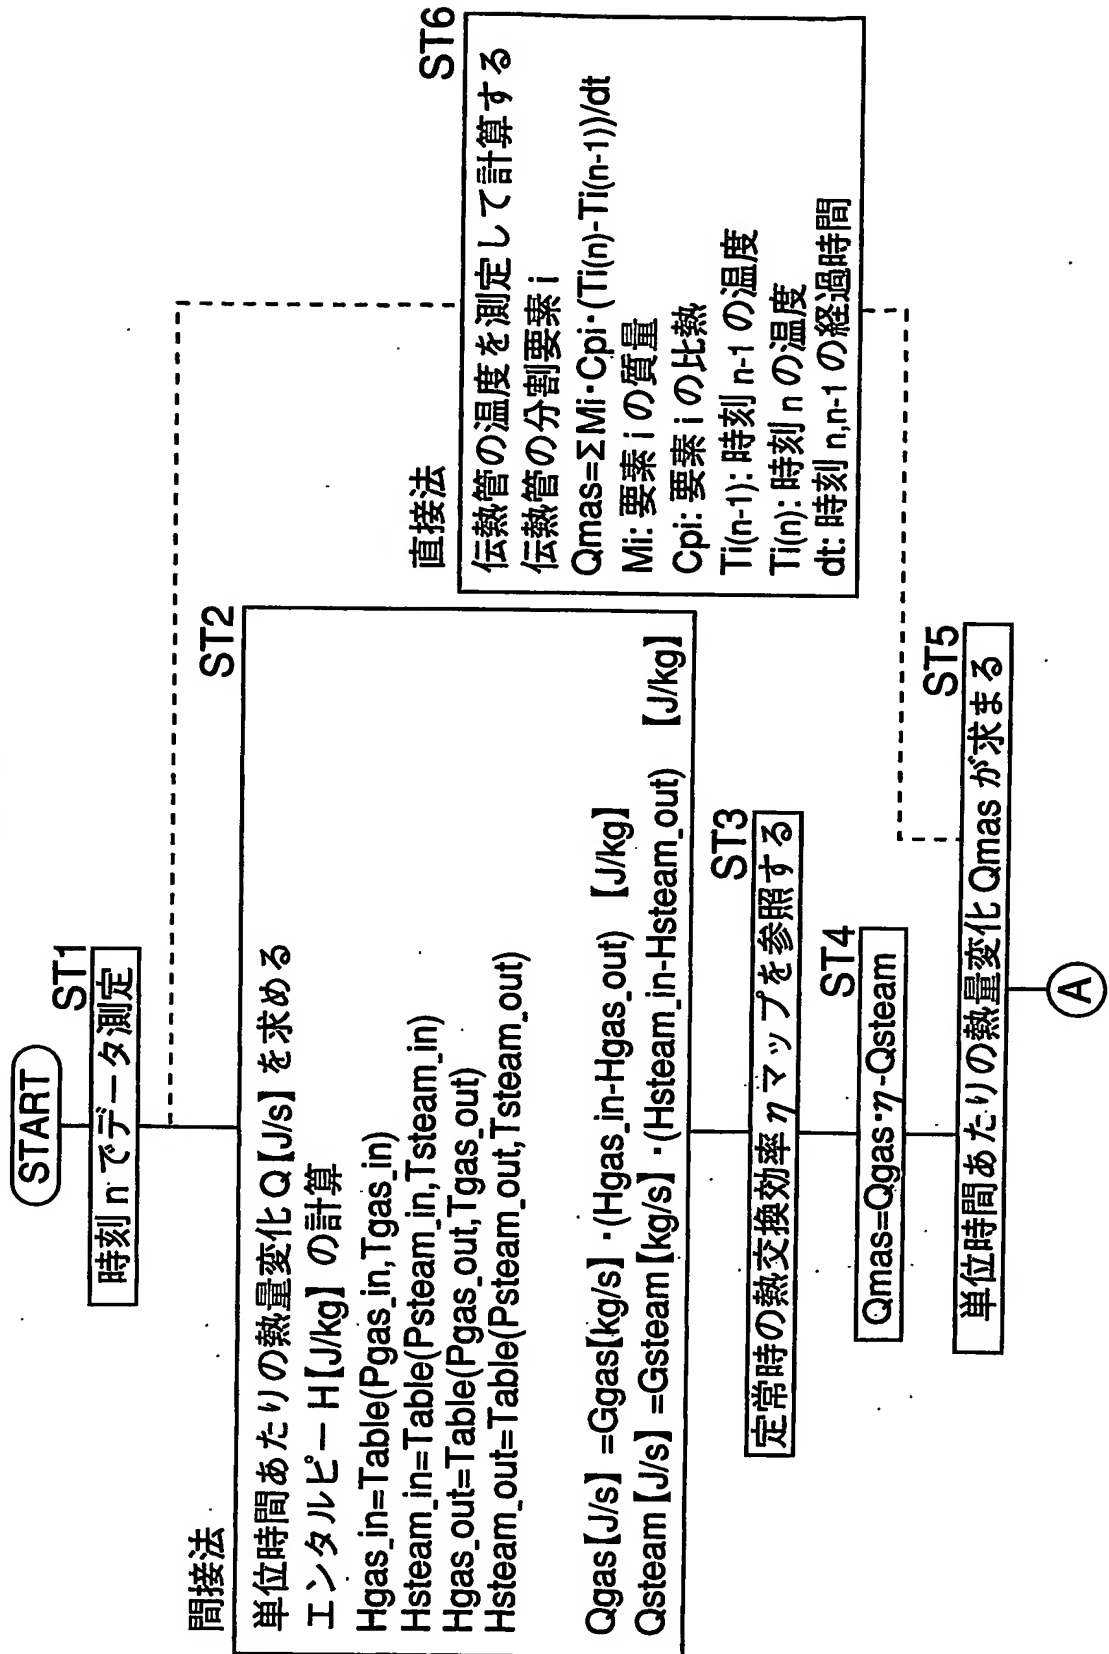 START
ST1
時刻 n でデータ測定
間接法
ST2
単位時間あたりの熱量変化 Q【J/s】を求める
エンタルピー H【J/kg】の計算
Hgas_in=Table(Pgas_in,Tgas_in)
Hsteam_in=Table(Psteam_in,Tsteam_in)
Hgas_out=Table(Pgas_out,Tgas_out)
Hsteam_out=Table(Psteam_out,Tsteam_out)
Qgas【J/s】=Ggas【kg/s】・(Hgas_in-Hgas_out) 【J/kg】
Qsteam【J/s】=Gsteam【kg/s】・(Hsteam_in-Hsteam_out) 【J/kg】
ST3
定常時の熱交換効率 η マップを参照する
ST4
Qmas=Qgas・η-Qsteam
ST5
単位時間あたりの熱量変化 Qmas が求まる
A
直接法
ST6
伝熱管の温度を測定して計算する
伝熱管の分割要素 i
Qmas=ΣMi・Cpi・(Ti(n)-Ti(n-1))/dt
Mi: 要素 i の質量
Cpi: 要素 i の比熱
Ti(n-1): 時刻 n-1 の温度
Ti(n): 時刻 n の温度
dt: 時刻 n,n-1 の経過時間